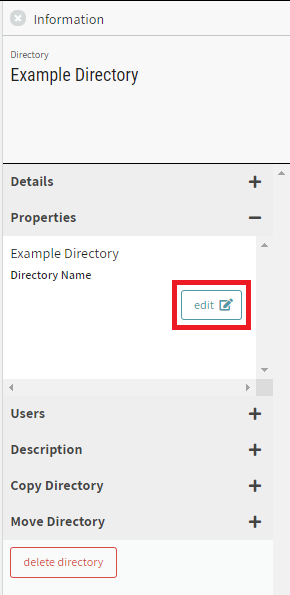 Information
Directory
Example Directory
Details
Properties
Example Directory
Directory Name
edit
Users
Description
Copy Directory
Move Directory
delete directory